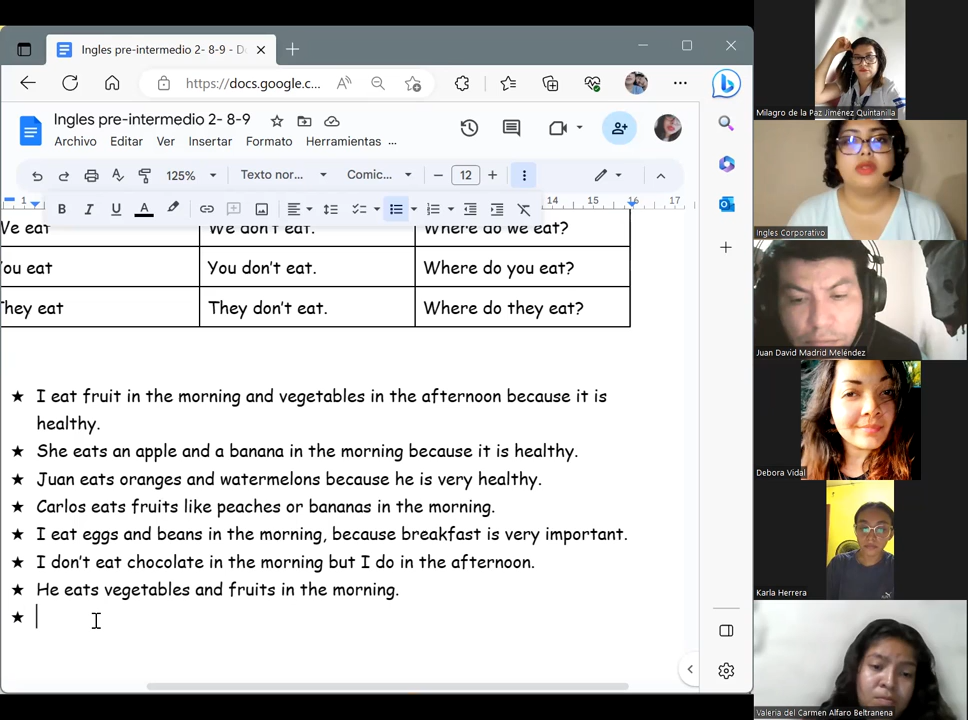 Ingles pre-intermedio 2- 8-9 - D
https://docs.google.c...
Ingles pre-intermedio 2- 8-9
Archivo Editar Ver Insertar Formato Herramientas ...
125% Texto nor... Comic... 12
1 14 15 16 17
We eat We don't eat. Where do we eat?
You eat You don't eat. Where do you eat?
They eat They don't eat. Where do they eat?
★ I eat fruit in the morning and vegetables in the afternoon because it is
healthy.
★ She eats an apple and a banana in the morning because it is healthy.
★ Juan eats oranges and watermelons because he is very healthy.
★ Carlos eats fruits like peaches or bananas in the morning.
★ I eat eggs and beans in the morning, because breakfast is very important.
★ I don't eat chocolate in the morning but I do in the afternoon.
★ He eats vegetables and fruits in the morning.
★
Milagro de la Paz Jiménez Quintanilla
Ingles Corporativo
Juan David Madrid Meléndez
Debora Vidal
Karla Herrera
Valeria del Carmen Alfaro Beltranena